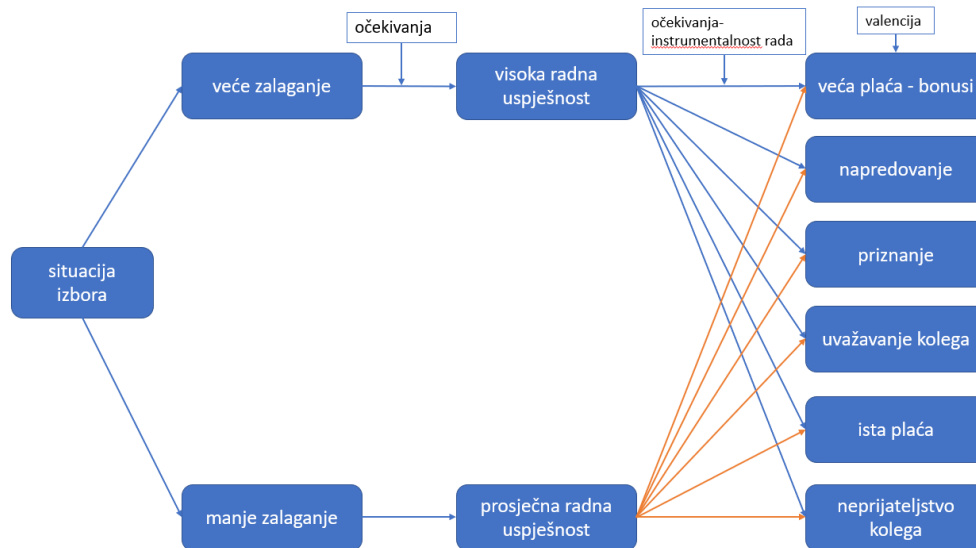 očekivanja
očekivanja-
instrumentalnost rada
valencija
veće zalaganje
visoka radna
uspješnost
veća plaća - bonusi
napredovanje
situacija
izbora
priznanje
uvažavanje kolega
ista plaća
manje zalaganje
prosječna radna
uspješnost
neprijateljstvo
kolega